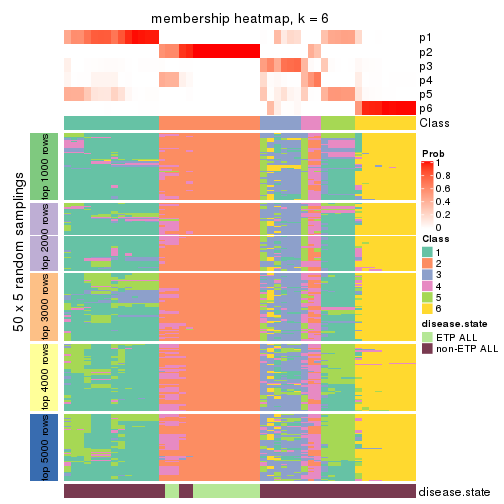 membership heatmap, k = 6
p1
p2
p3
p4
p5
p6
Class
50 x 5 random samplings
top 1000 rows
top 2000 rows
top 3000 rows
top 4000 rows
top 5000 rows
Prob
1
0.8
0.6
0.4
0.2
0
Class
1
2
3
4
5
6
disease.state
ETP ALL
non-ETP ALL
disease.state